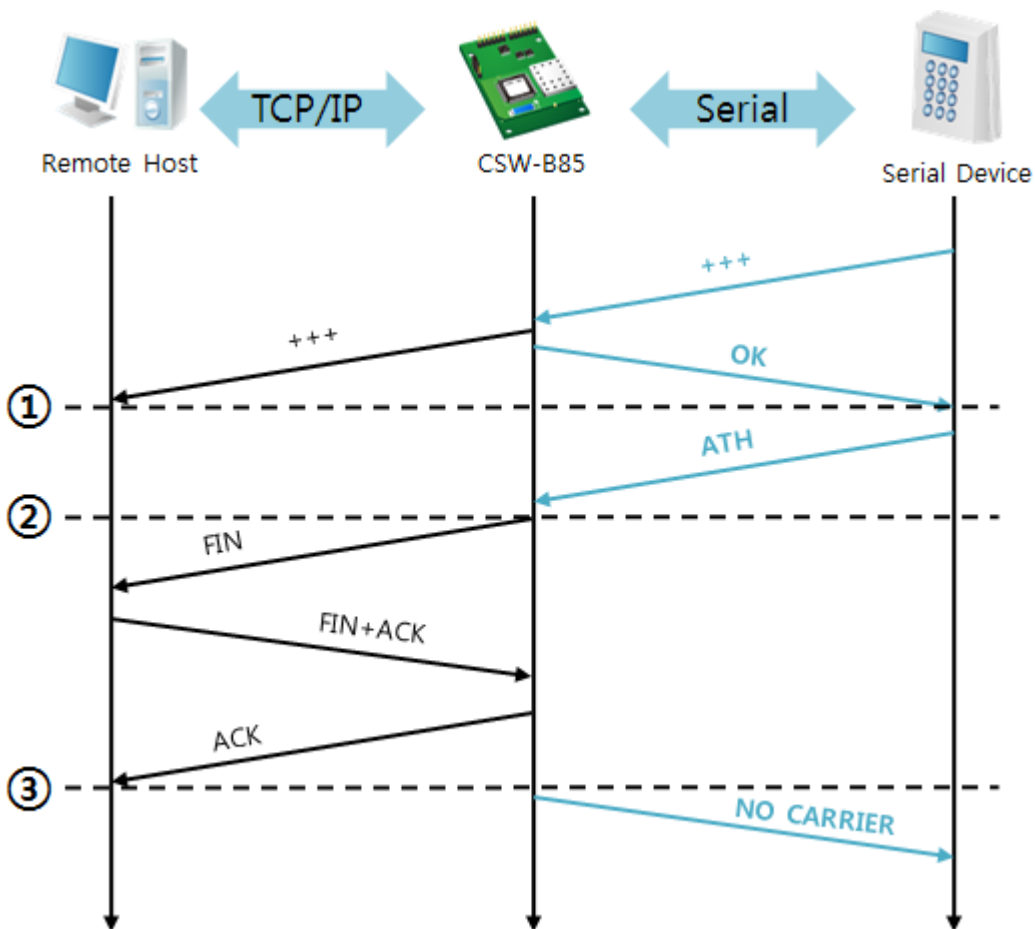 TCP/IP
Serial
Remote Host
CSW-B85
Serial Device
+++
+++
OK
①
ATH
②
FIN
FIN+ACK
ACK
③
NO CARRIER